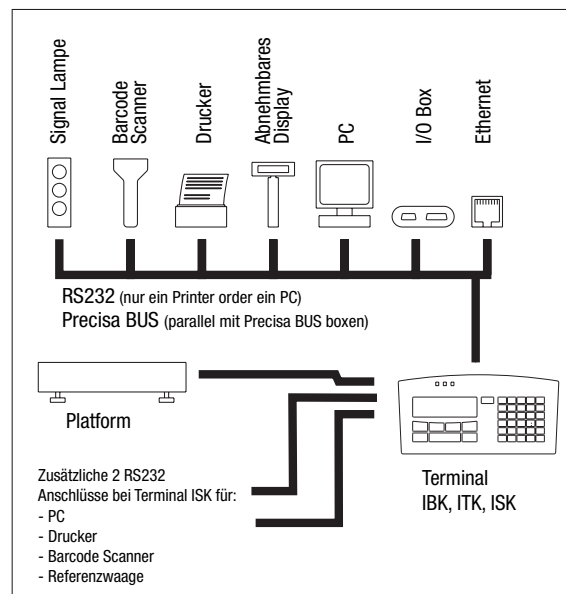 Signal Lampe
Barcode
Scanner
Drucker
Abnehmbares
Display
PC
I/O Box
Ethernet
RS232 (nur ein Printer order ein PC)
Precisa BUS (parallel mit Precisa BUS boxen)
Platform
Terminal
IBK, ITK, ISK
Zusätzliche 2 RS232
Anschlüsse bei Terminal ISK für:
- PC
- Drucker
- Barcode Scanner
- Referenzwaage